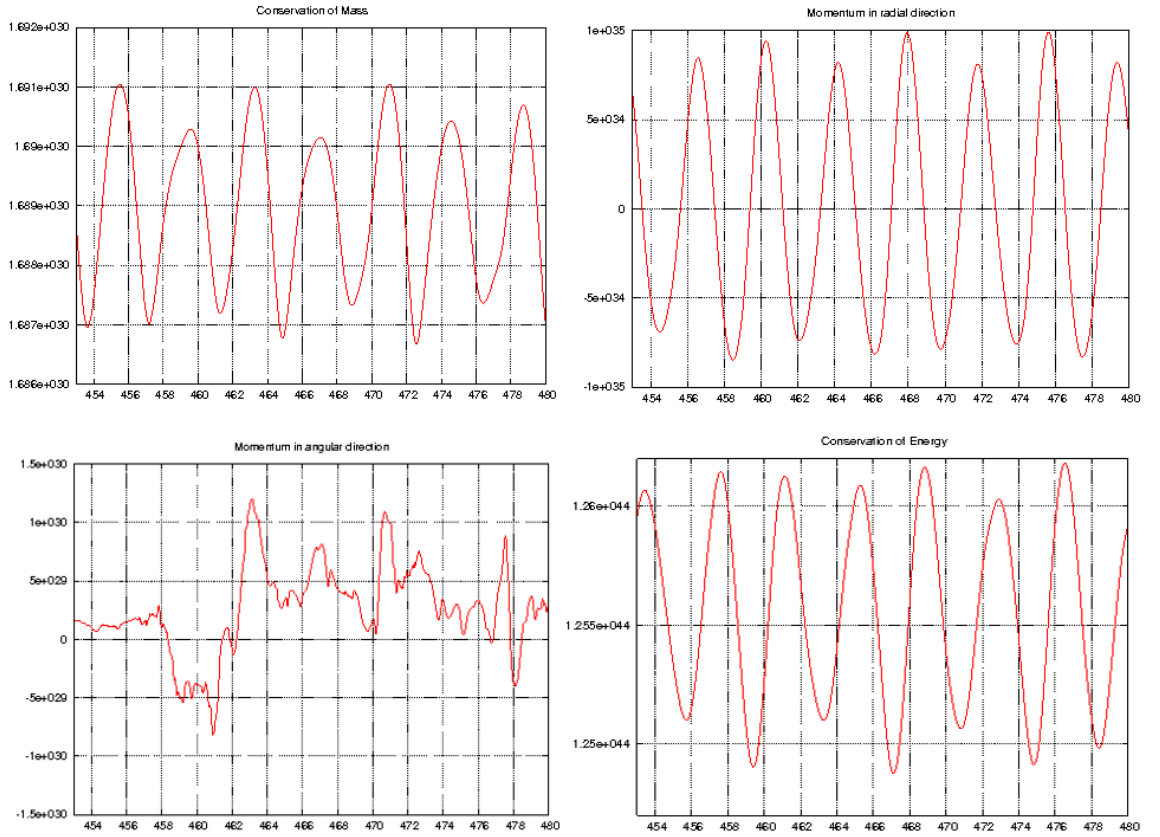 Conservation of Mass
1.692e+030
1.691e+030
1.69e+030
1.689e+030
1.688e+030
1.687e+030
1.686e+030
454 456 458 460 462 464 466 468 470 472 474 476 478 480
Momentum in radial direction
1e+035
5e+034
0
-5e+034
-1e+035
454 456 458 460 462 464 466 468 470 472 474 476 478 480
Momentum in angular direction
1.5e+030
1e+030
5e+029
0
-5e+029
-1e+030
-1.5e+030
454 456 458 460 462 464 466 468 470 472 474 476 478 480
Conservation of Energy
1.26e+044
1.255e+044
1.25e+044
454 456 458 460 462 464 466 468 470 472 474 476 478 480